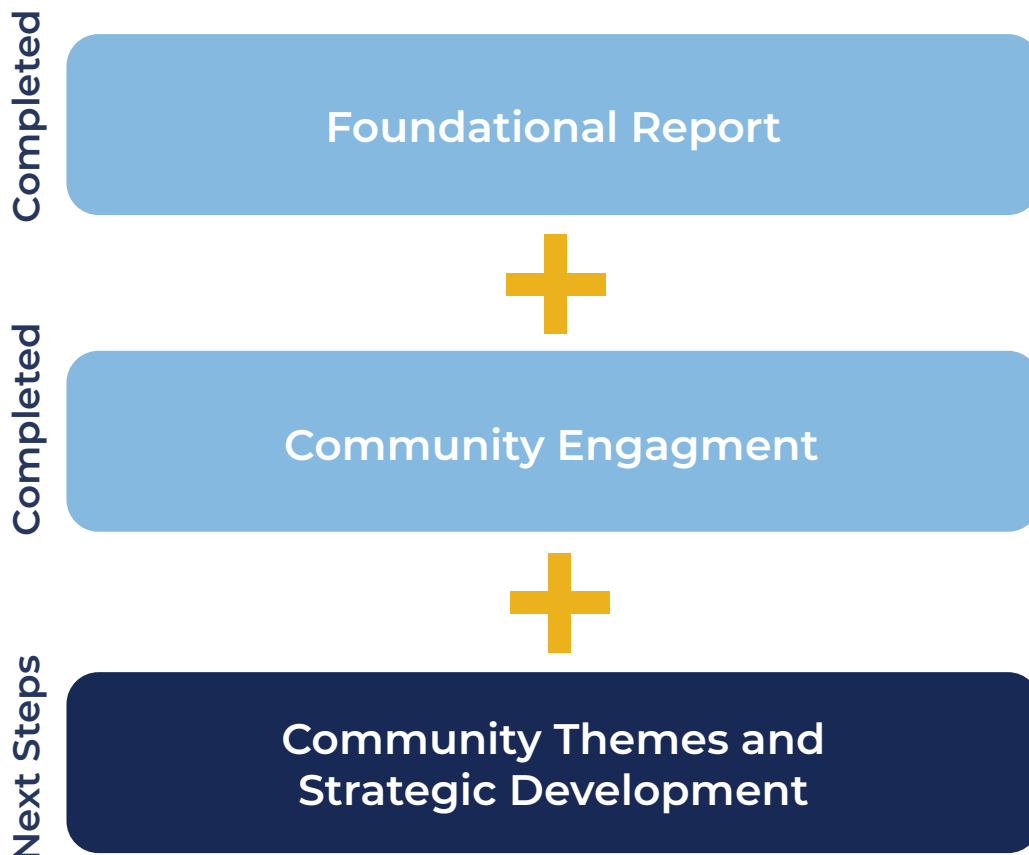 Completed
Foundational Report
Completed
Community Engagment
Next Steps
Community Themes and
Strategic Development